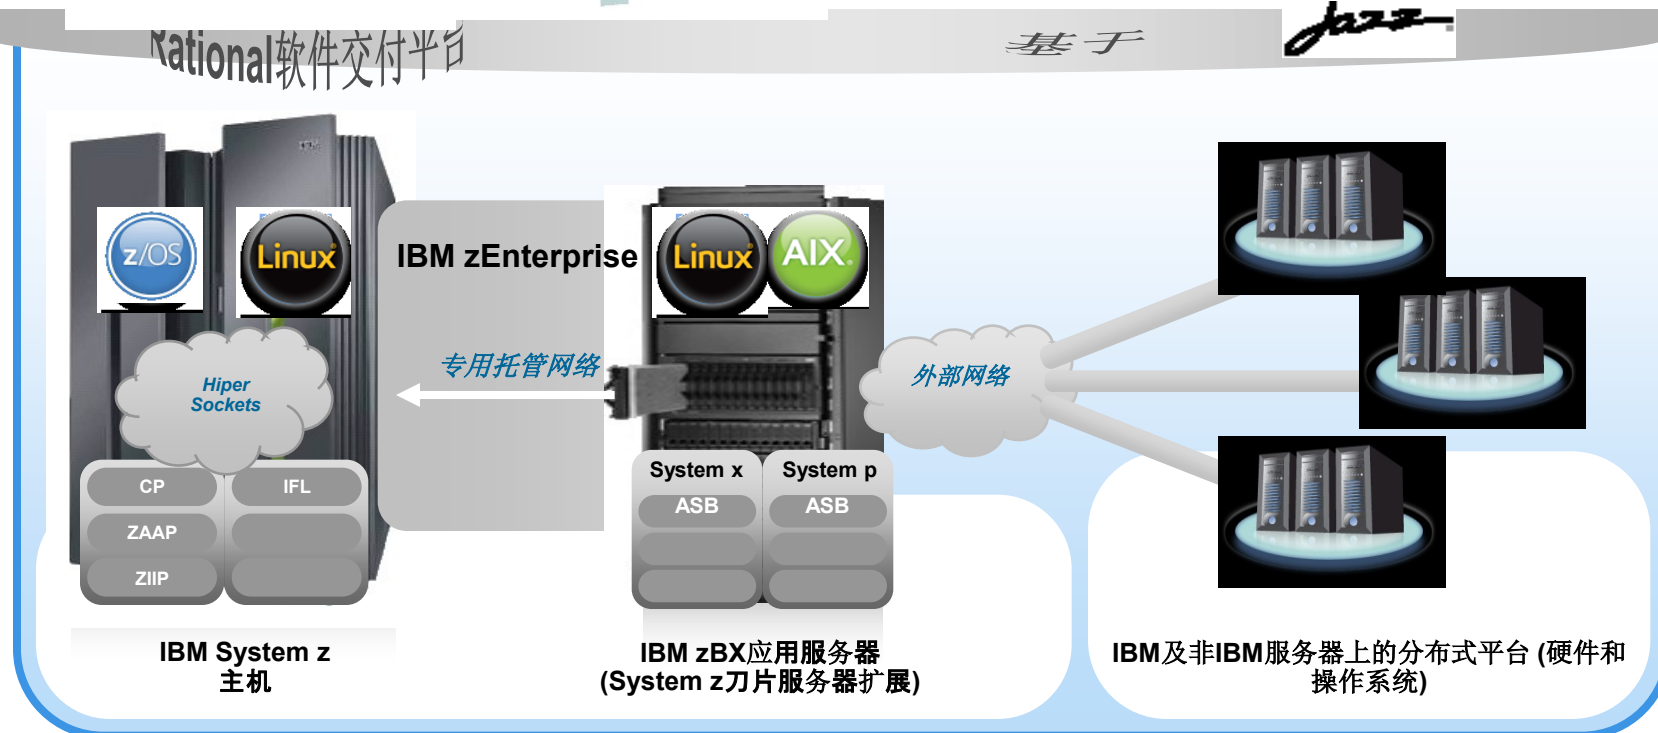 Rational软件交付平台
基于
jazz
IBM
z/OS
Linux
IBM zEnterprise
Linux
AIX
专用托管网络
外部网络
Hiper
Sockets
CP
IFL
ZAAP
ZIIP
System x
System p
ASB
ASB
IBM System z
主机
IBM zBX应用服务器
(System z刀片服务器扩展)
IBM及非IBM服务器上的分布式平台 (硬件和
操作系统)